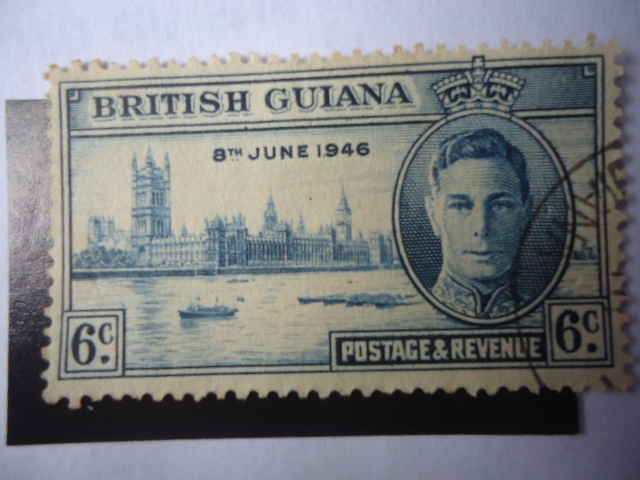 BRITISH GUIANA
8TH JUNE 1946
6c.
POSTAGE & REVENUE
6c.